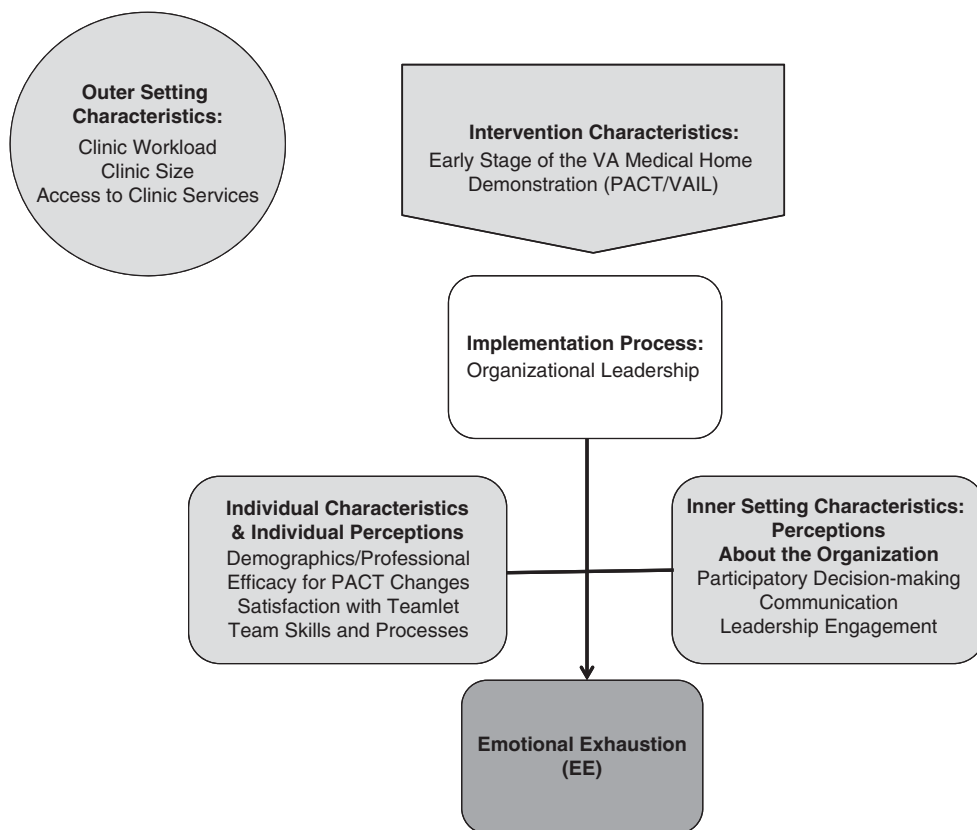 Outer Setting
Characteristics:
Clinic Workload
Clinic Size
Access to Clinic Services
Intervention Characteristics:
Early Stage of the VA Medical Home
Demonstration (PACT/VAIL)
Implementation Process:
Organizational Leadership
Individual Characteristics
& Individual Perceptions
Demographics/Professional
Efficacy for PACT Changes
Satisfaction with Teamlet
Team Skills and Processes
Inner Setting Characteristics:
Perceptions
About the Organization
Participatory Decision-making
Communication
Leadership Engagement
Emotional Exhaustion
(EE)